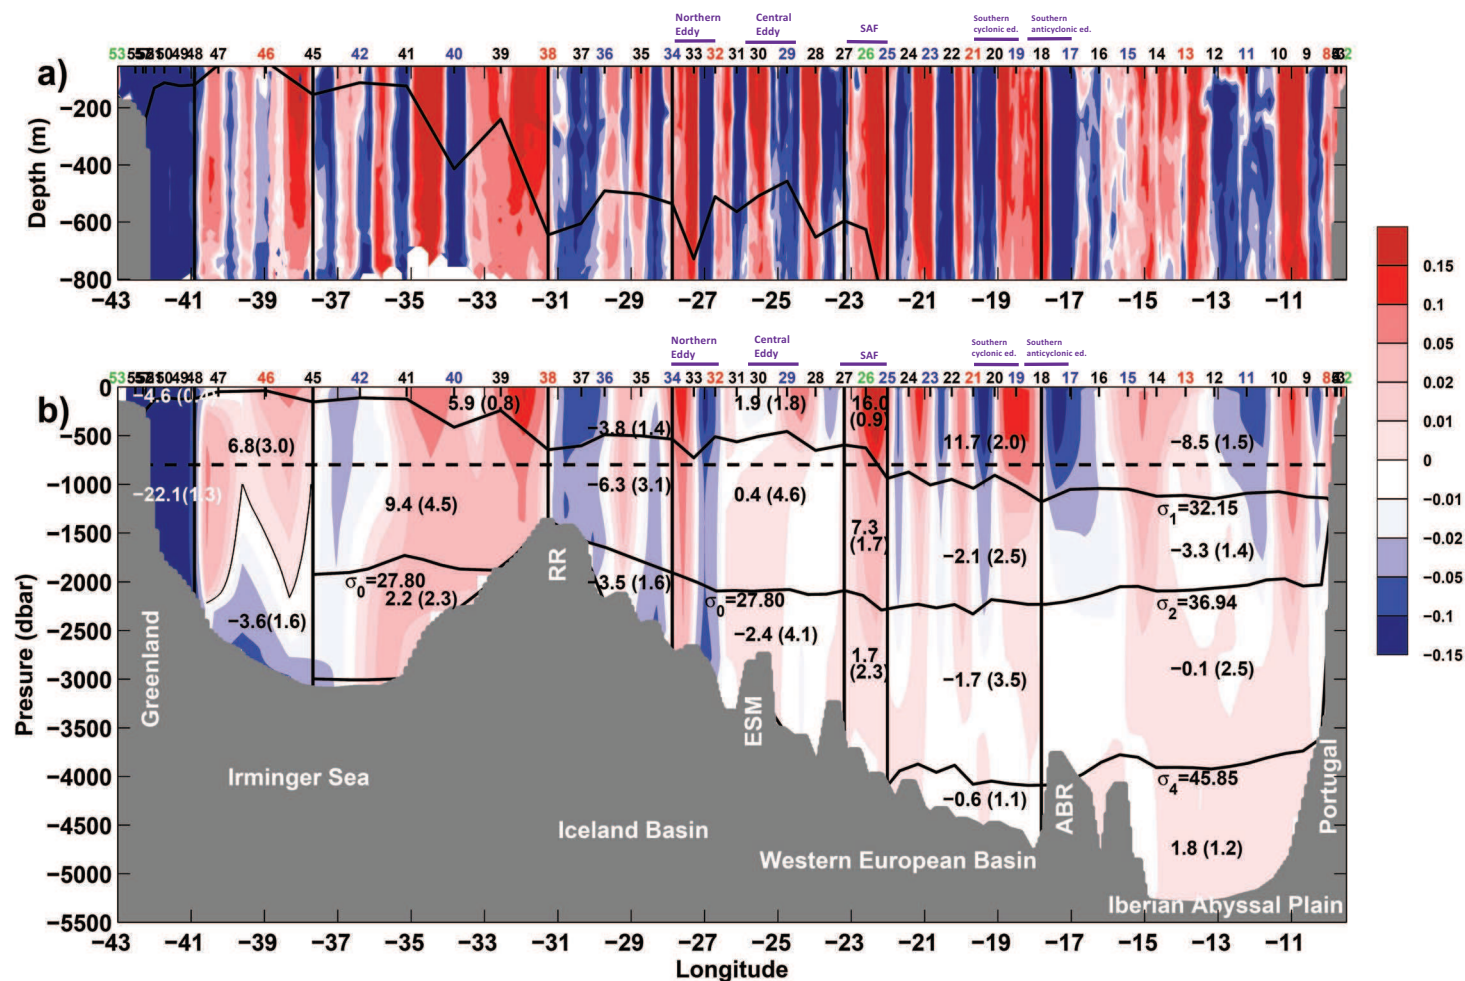 Northern Eddy
Central Eddy
SAF
Southern cyclonic ed.
Southern anticyclonic ed.
53 48 47 46 45 42 41 40 39 38 37 36 35 34 33 32 31 30 29 28 27 26 25 24 23 22 21 20 19 18 17 16 15 14 13 12 11 10 9 2
a)
Depth (m)
−200
−400
−600
−800
−43 −41 −39 −37 −35 −33 −31 −29 −27 −25 −23 −21 −19 −17 −15 −13 −11
0.15
0.1
0.05
0.02
0.01
0
−0.01
−0.02
−0.05
−0.1
−0.15
Northern Eddy
Central Eddy
SAF
Southern cyclonic ed.
Southern anticyclonic ed.
53 48 47 46 45 42 41 40 39 38 37 36 35 34 33 32 31 30 29 28 27 26 25 24 23 22 21 20 19 18 17 16 15 14 13 12 11 10 9 2
b)
Presure (dbar)
0
−500
−1000
−1500
−2000
−2500
−3000
−3500
−4000
−4500
−5000
−5500
−4.6
5.9 (0.8)
−3.8 (1.4)
1.9 (1.8)
16.0 (0.9)
11.7 (2.0)
−8.5 (1.5)
6.8(3.0)
−22.1(1.3)
9.4 (4.5)
−6.3 (3.1)
0.4 (4.6)
7.3 (1.7)
−2.1 (2.5)
σ1=32.15
−3.3 (1.4)
σ0=27.80
2.2 (2.3)
−3.6(1.6)
RR
−3.5 (1.6)
σ0=27.80
−2.4 (4.1)
1.7 (2.3)
−1.7 (3.5)
σ2=36.94
−0.1 (2.5)
Greenland
ESM
−0.6 (1.1)
ABR
σ4=45.85
Portugal
1.8 (1.2)
Irminger Sea
Iceland Basin
Western European Basin
Iberian Abyssal Plain
−43 −41 −39 −37 −35 −33 −31 −29 −27 −25 −23 −21 −19 −17 −15 −13 −11
Longitude